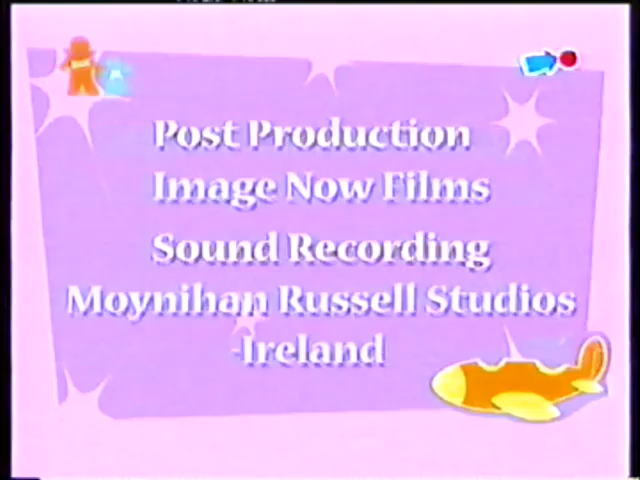 Post Production
Image Now Films
Sound Recording
Moynihan Russell Studios
-Ireland